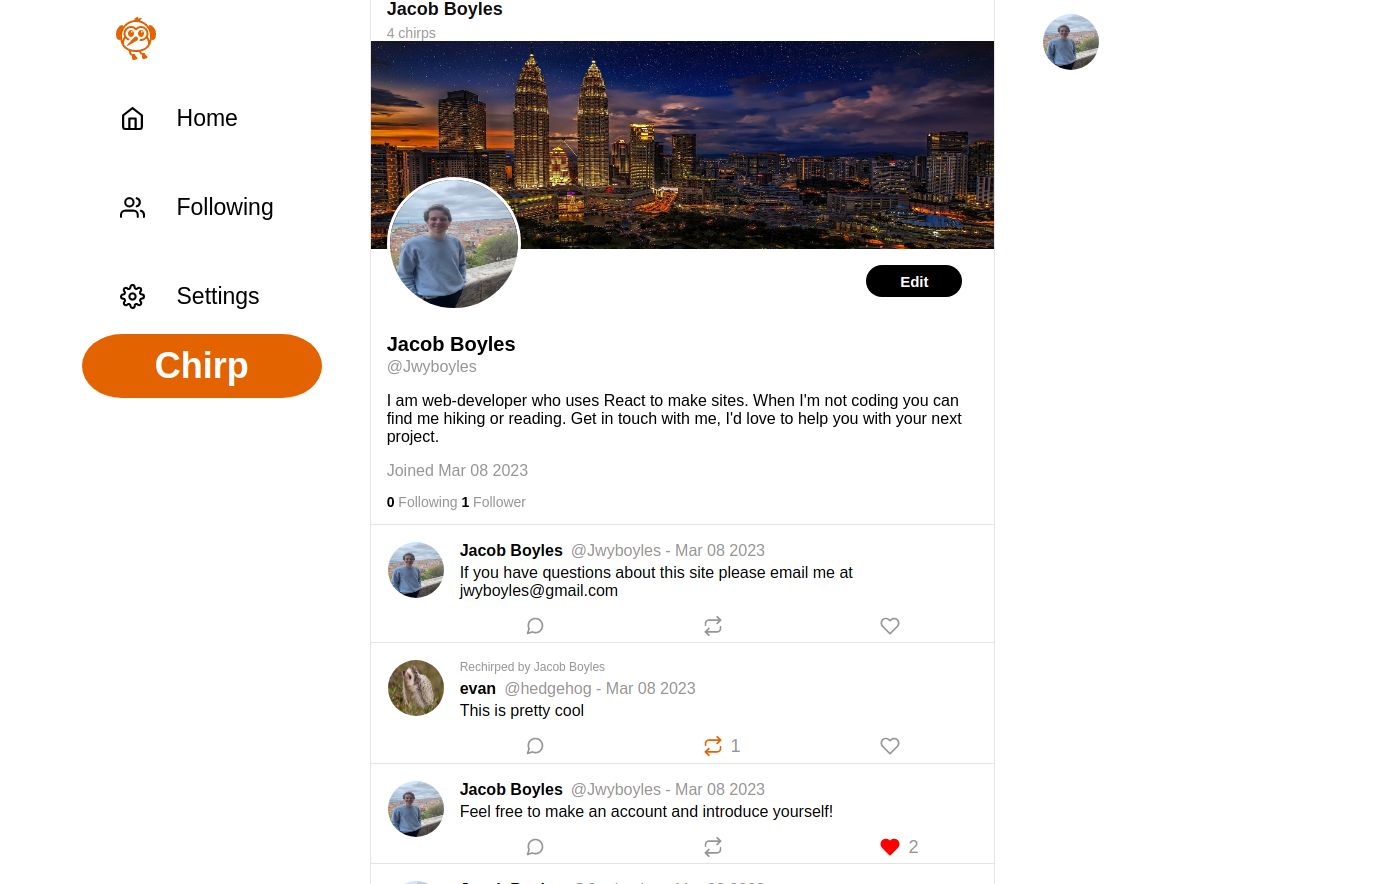 Jacob Boyles
4 chirps
Home
Following
Settings
Chirp
Edit
Jacob Boyles
@Jwyboyles
I am web-developer who uses React to make sites. When I'm not coding you can
find me hiking or reading. Get in touch with me, I'd love to help you with your next
project.
Joined Mar 08 2023
0 Following 1 Follower
Jacob Boyles @Jwyboyles - Mar 08 2023
If you have questions about this site please email me at
jwyboyles@gmail.com
Rechirped by Jacob Boyles
evan @hedgehog - Mar 08 2023
This is pretty cool
1
Jacob Boyles @Jwyboyles - Mar 08 2023
Feel free to make an account and introduce yourself!
2